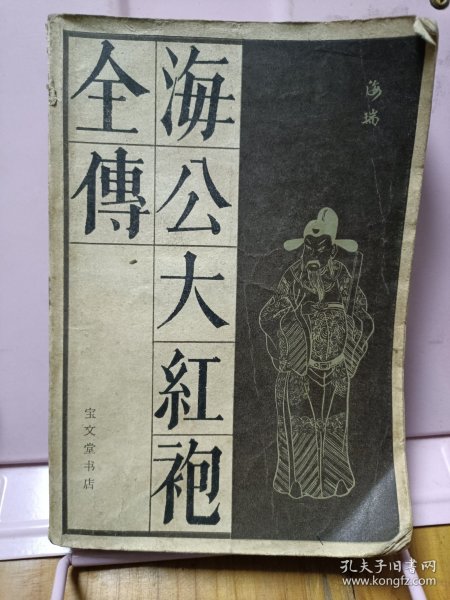 海公大紅袍
全傳
海瑞
宝文堂书店
孔夫子旧书网
www.kongfz.com